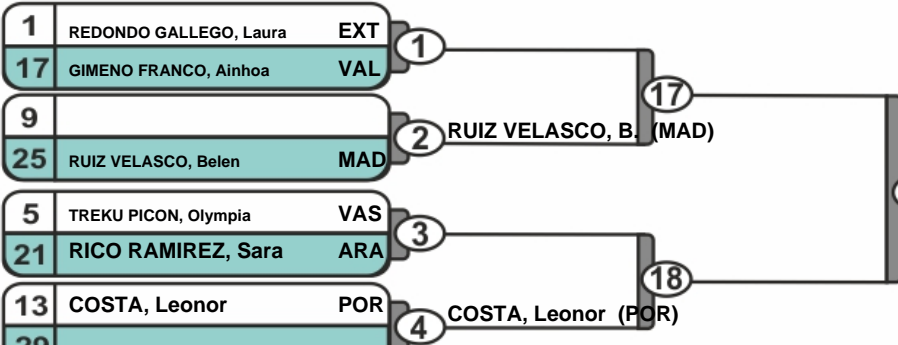 1 REDONDO GALLEGO, Laura EXT
17 GIMENO FRANCO, Ainhoa VAL
1
17
9
25 RUIZ VELASCO, Belen MAD
2 RUIZ VELASCO, B. (MAD)
5 TREKU PICON, Olympia VAS
21 RICO RAMIREZ, Sara ARA
3
18
13 COSTA, Leonor POR
4 COSTA, Leonor (POR)
29